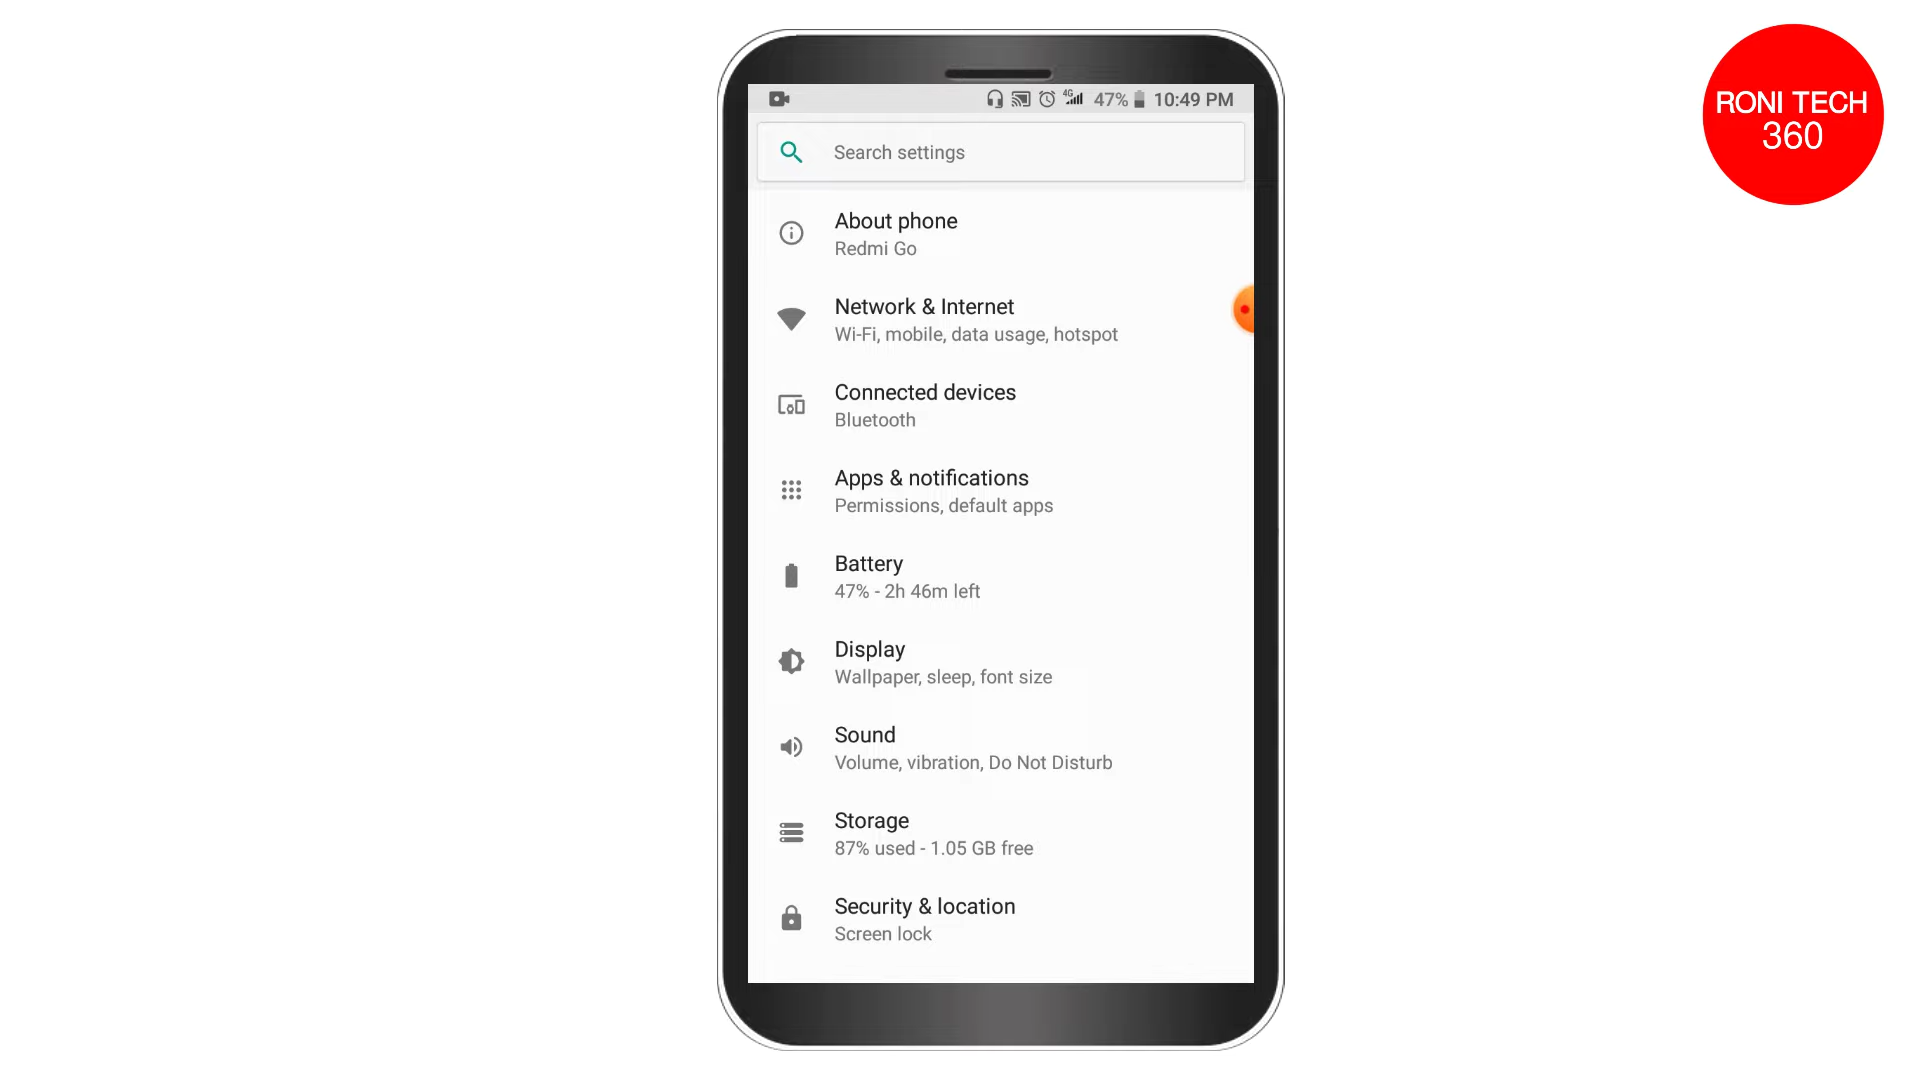 4G 47% 10:49 PM
Search settings
About phone
Redmi Go
Network & Internet
Wi-Fi, mobile, data usage, hotspot
Connected devices
Bluetooth
Apps & notifications
Permissions, default apps
Battery
47% - 2h 46m left
Display
Wallpaper, sleep, font size
Sound
Volume, vibration, Do Not Disturb
Storage
87% used - 1.05 GB free
Security & location
Screen lock
RONI TECH
360